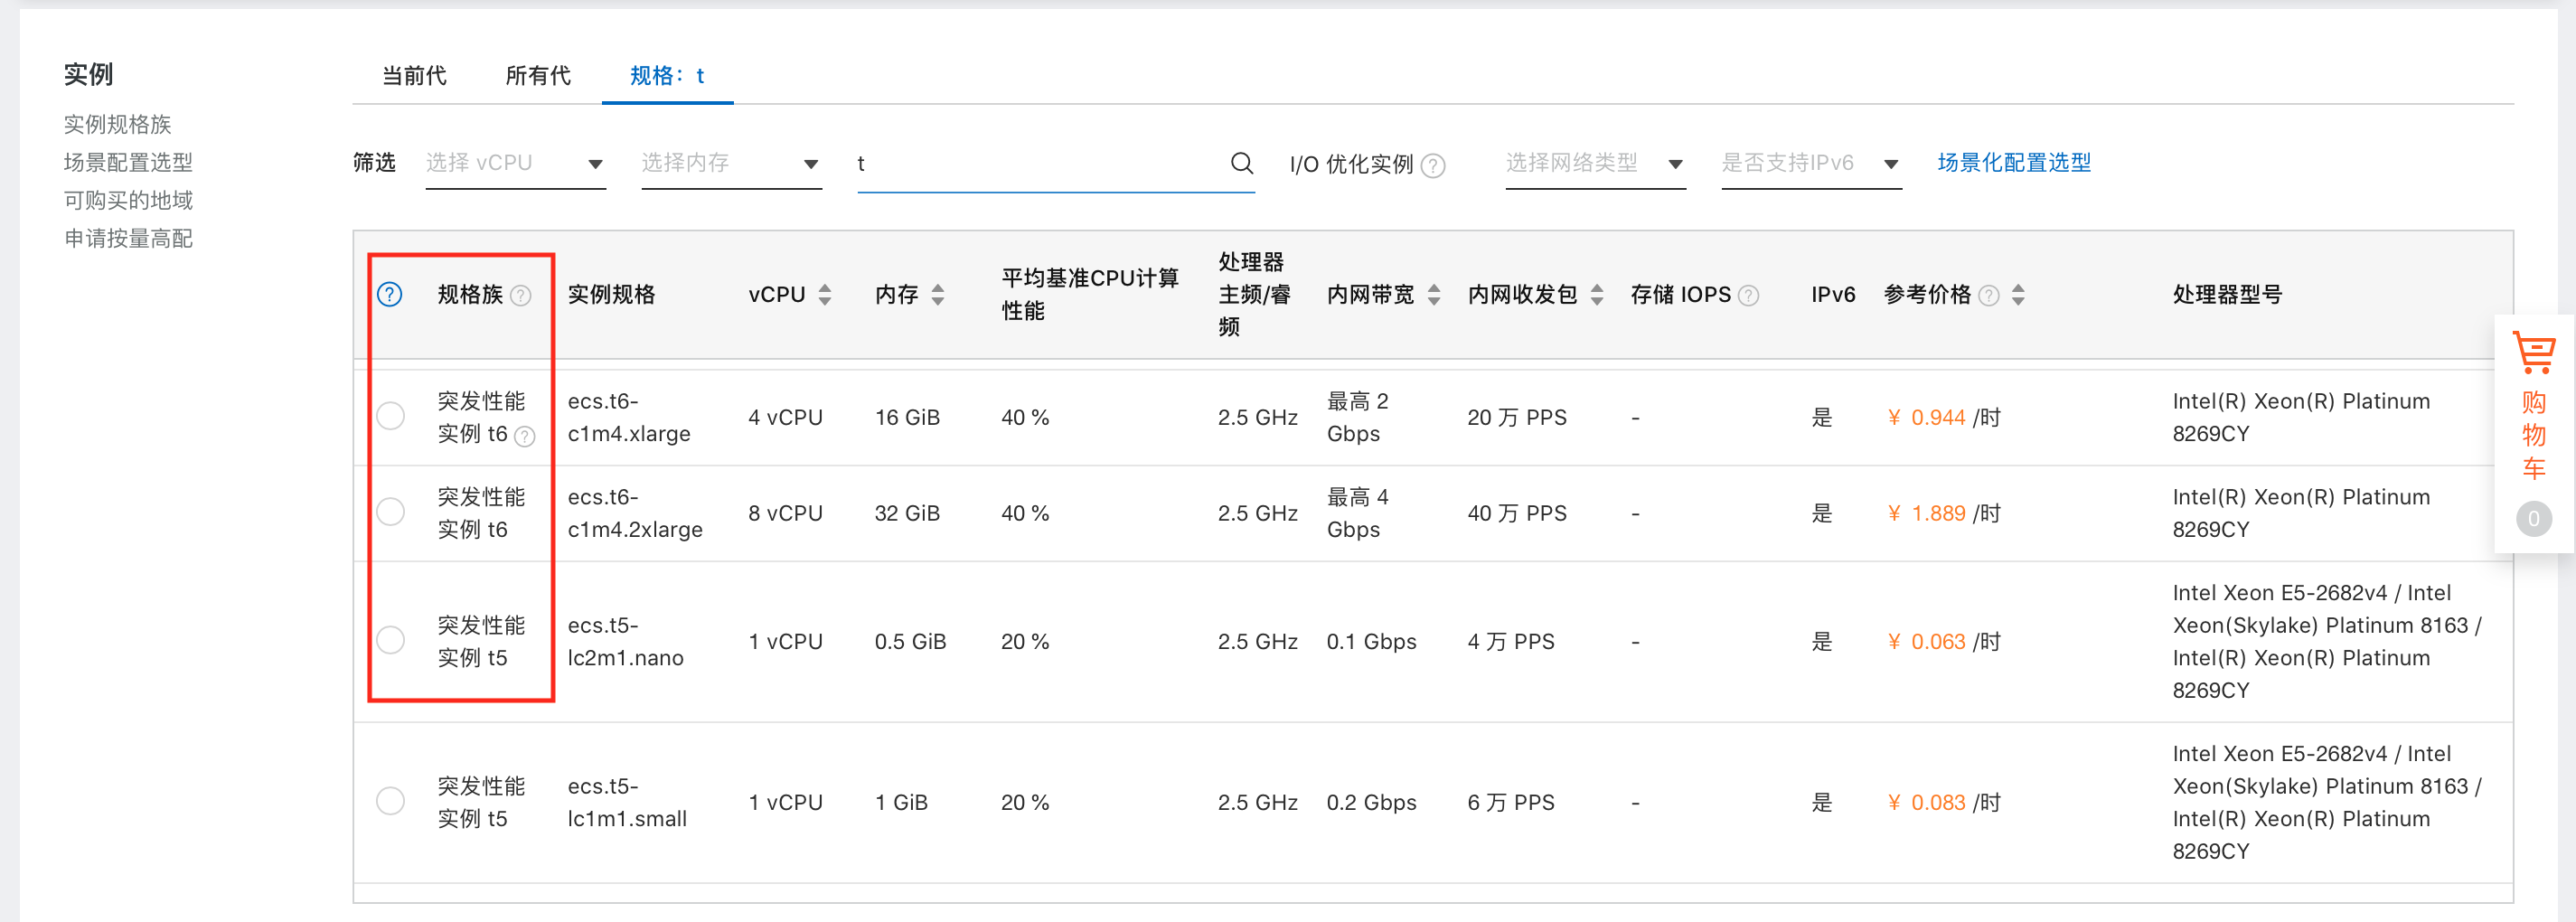 实例
实例规格族
场景配置选型
可购买的地域
申请按量高配
当前代 所有代 规格：t
筛选 选择 vCPU 选择内存 t I/O 优化实例 ? 选择网络类型 是否支持IPv6 场景化配置选型
? 规格族 ? 实例规格 vCPU 内存 平均基准CPU计算
性能 处理器
主频/睿
频 内网带宽 内网收发包 存储 IOPS ? IPv6 参考价格 ? 处理器型号
突发性能
实例 t6 ?
ecs.t6-
c1m4.xlarge
4 vCPU 16 GiB 40 % 2.5 GHz
最高 2
Gbps
20 万 PPS - 是 ¥ 0.944 /时
Intel(R) Xeon(R) Platinum
8269CY
突发性能
实例 t6
ecs.t6-
c1m4.2xlarge
8 vCPU 32 GiB 40 % 2.5 GHz
最高 4
Gbps
40 万 PPS - 是 ¥ 1.889 /时
Intel(R) Xeon(R) Platinum
8269CY
突发性能
实例 t5
ecs.t5-
lc2m1.nano
1 vCPU 0.5 GiB 20 % 2.5 GHz 0.1 Gbps 4 万 PPS - 是 ¥ 0.063 /时
Intel Xeon E5-2682v4 / Intel
Xeon(Skylake) Platinum 8163 /
Intel(R) Xeon(R) Platinum
8269CY
突发性能
实例 t5
ecs.t5-
lc1m1.small
1 vCPU 1 GiB 20 % 2.5 GHz 0.2 Gbps 6 万 PPS - 是 ¥ 0.083 /时
Intel Xeon E5-2682v4 / Intel
Xeon(Skylake) Platinum 8163 /
Intel(R) Xeon(R) Platinum
8269CY
购
物
车
0